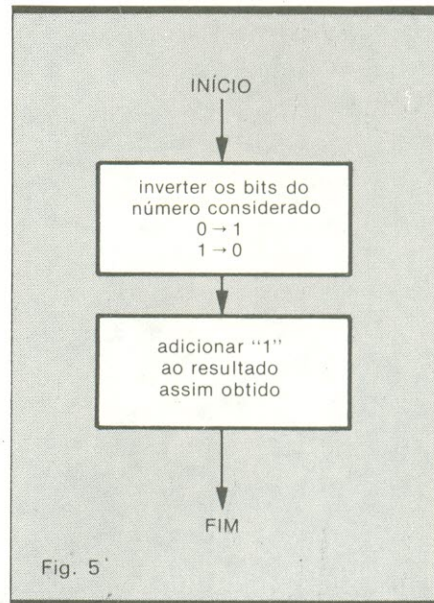 INÍCIO
inverter os bits do
número considerado
0 → 1
1 → 0
adicionar "1"
ao resultado
assim obtido
FIM
Fig. 5